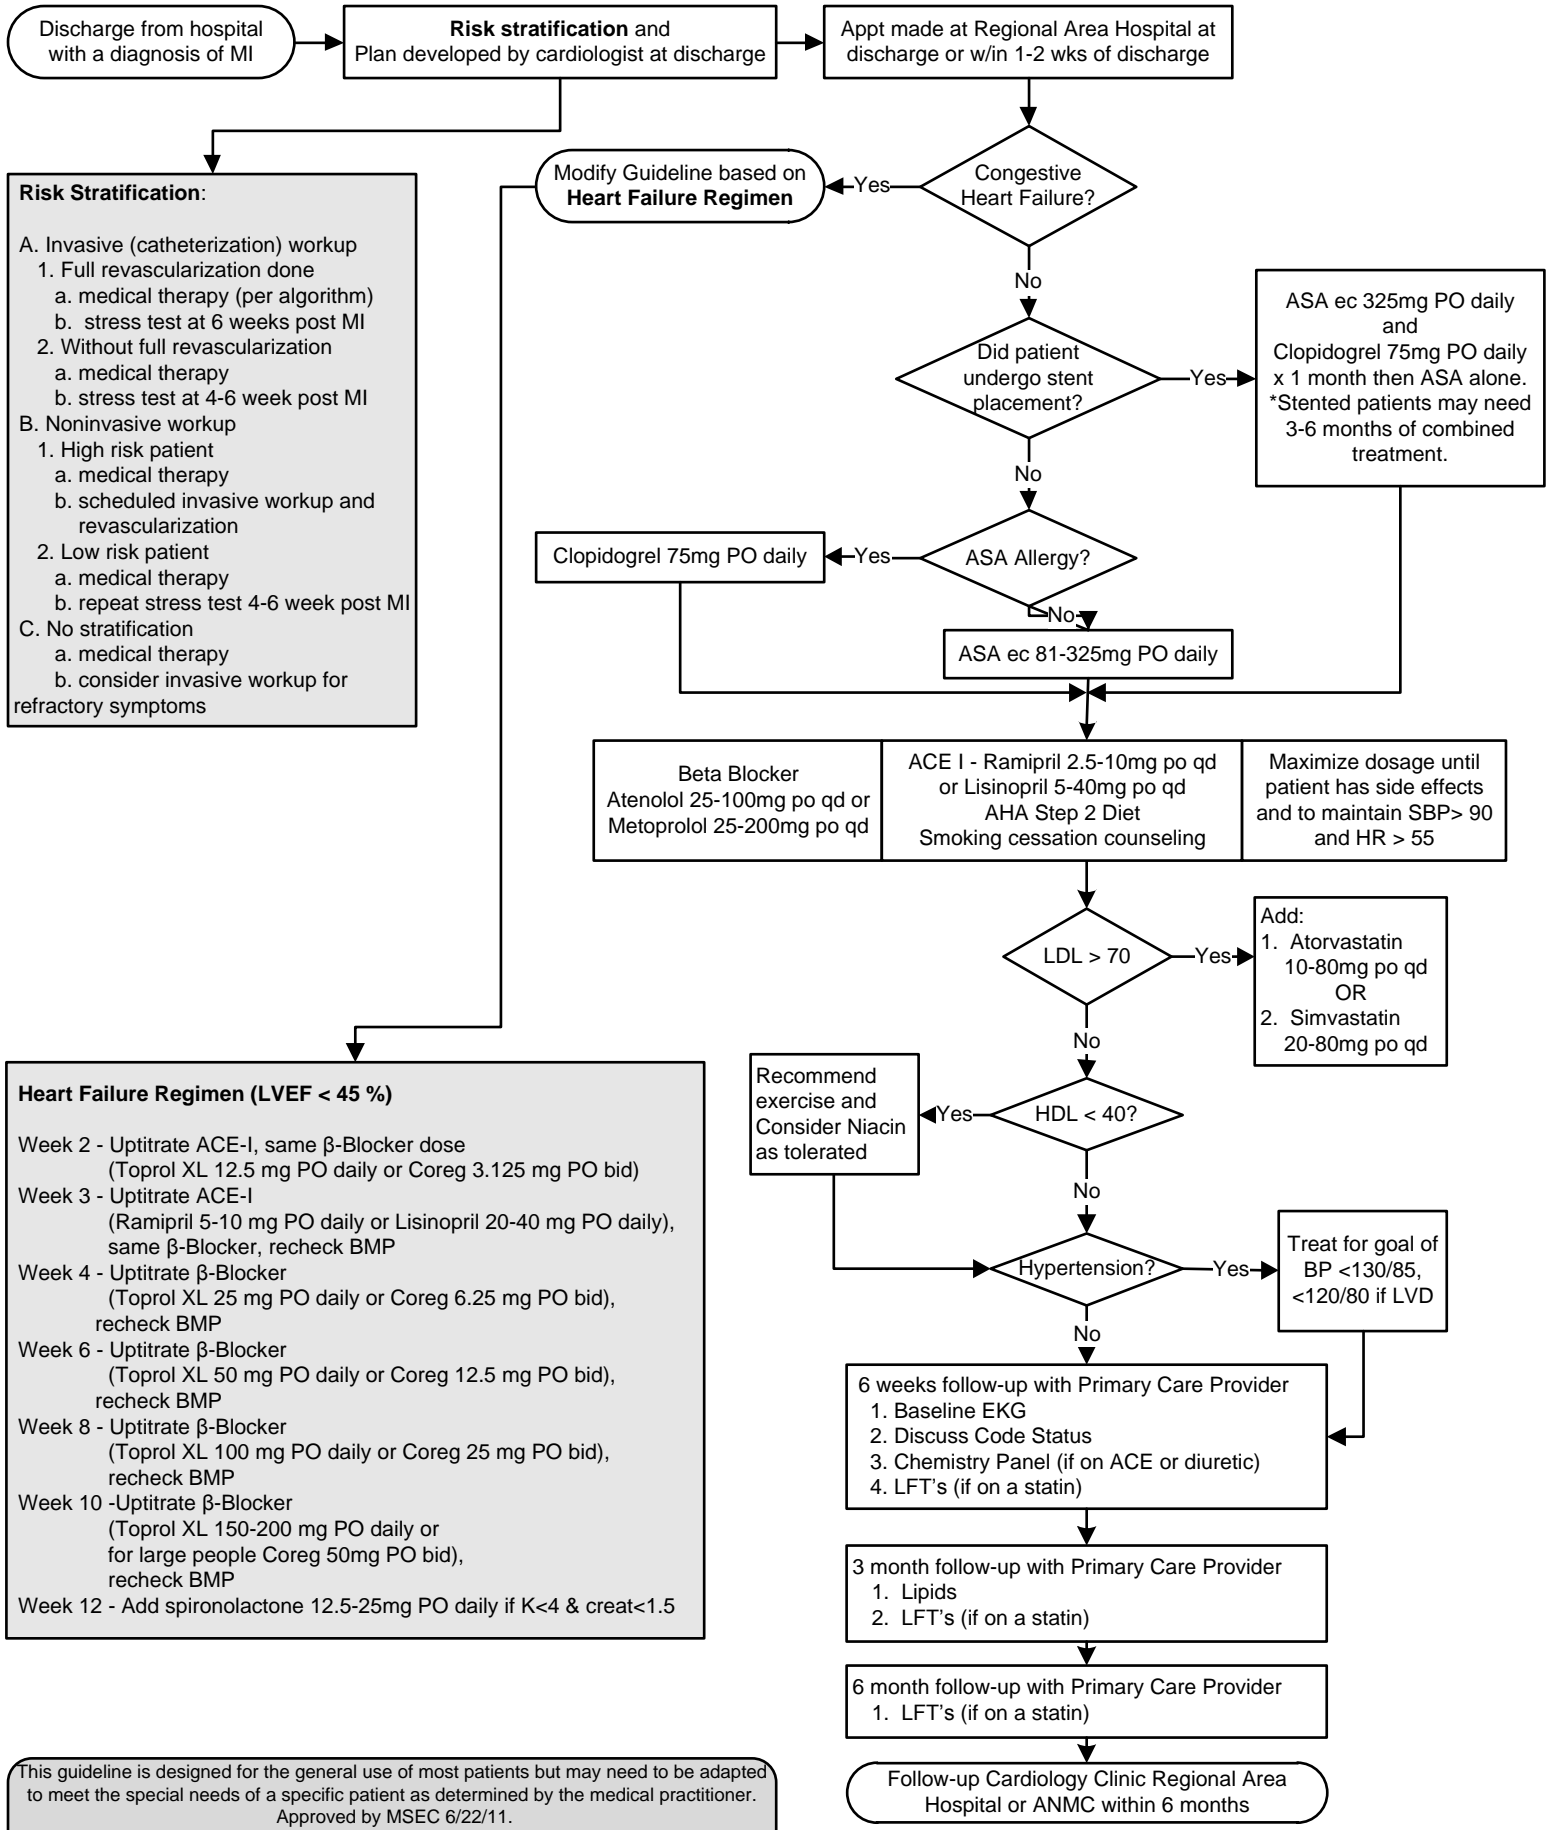 Discharge from hospital
with a diagnosis of MI
Risk stratification and
Plan developed by cardiologist at discharge
Appt made at Regional Area Hospital at
discharge or w/in 1-2 wks of discharge
Risk Stratification:
A. Invasive (catheterization) workup
1. Full revascularization done
a. medical therapy (per algorithm)
b. stress test at 6 weeks post MI
2. Without full revascularization
a. medical therapy
b. stress test at 4-6 week post MI
B. Noninvasive workup
1. High risk patient
a. medical therapy
b. scheduled invasive workup and
revascularization
2. Low risk patient
a. medical therapy
b. repeat stress test 4-6 week post MI
C. No stratification
a. medical therapy
b. consider invasive workup for
refractory symptoms
Modify Guideline based on
Heart Failure Regimen
Yes
Congestive
Heart Failure?
No
Did patient
undergo stent
placement?
Yes
ASA ec 325mg PO daily
and
Clopidogrel 75mg PO daily
x 1 month then ASA alone.
*Stented patients may need
3-6 months of combined
treatment.
No
Clopidogrel 75mg PO daily
Yes
ASA Allergy?
No
ASA ec 81-325mg PO daily
Beta Blocker
Atenolol 25-100mg po qd or
Metoprolol 25-200mg po qd
ACE I - Ramipril 2.5-10mg po qd
or Lisinopril 5-40mg po qd
AHA Step 2 Diet
Smoking cessation counseling
Maximize dosage until
patient has side effects
and to maintain SBP> 90
and HR > 55
LDL > 70
Yes
Add:
1. Atorvastatin
10-80mg po qd
OR
2. Simvastatin
20-80mg po qd
No
Recommend
exercise and
Consider Niacin
as tolerated
Yes
HDL < 40?
No
Hypertension?
Yes
Treat for goal of
BP <130/85,
<120/80 if LVD
No
Heart Failure Regimen (LVEF < 45 %)
Week 2 - Uptitrate ACE-I, same β-Blocker dose
(Toprol XL 12.5 mg PO daily or Coreg 3.125 mg PO bid)
Week 3 - Uptitrate ACE-I
(Ramipril 5-10 mg PO daily or Lisinopril 20-40 mg PO daily),
same β-Blocker, recheck BMP
Week 4 - Uptitrate β-Blocker
(Toprol XL 25 mg PO daily or Coreg 6.25 mg PO bid),
recheck BMP
Week 6 - Uptitrate β-Blocker
(Toprol XL 50 mg PO daily or Coreg 12.5 mg PO bid),
recheck BMP
Week 8 - Uptitrate β-Blocker
(Toprol XL 100 mg PO daily or Coreg 25 mg PO bid),
recheck BMP
Week 10 -Uptitrate β-Blocker
(Toprol XL 150-200 mg PO daily or
for large people Coreg 50mg PO bid),
recheck BMP
Week 12 - Add spironolactone 12.5-25mg PO daily if K<4 & creat<1.5
6 weeks follow-up with Primary Care Provider
1. Baseline EKG
2. Discuss Code Status
3. Chemistry Panel (if on ACE or diuretic)
4. LFT's (if on a statin)
3 month follow-up with Primary Care Provider
1. Lipids
2. LFT's (if on a statin)
6 month follow-up with Primary Care Provider
1. LFT's (if on a statin)
Follow-up Cardiology Clinic Regional Area
Hospital or ANMC within 6 months
This guideline is designed for the general use of most patients but may need to be adapted
to meet the special needs of a specific patient as determined by the medical practitioner.
Approved by MSEC 6/22/11.